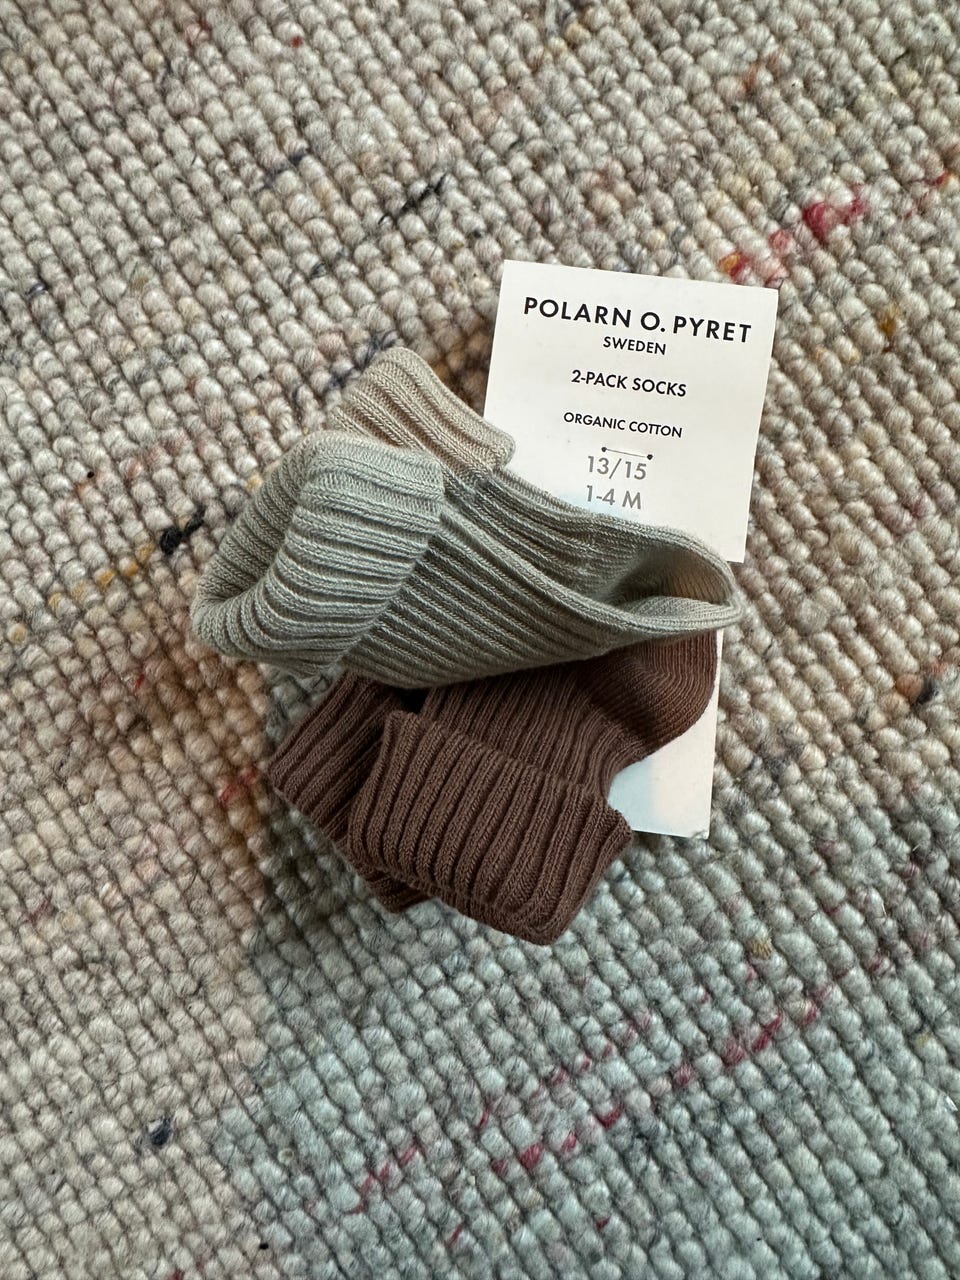 POLARN O. PYRET
SWEDEN
2-PACK SOCKS
ORGANIC COTTON
13/15
1-4 M